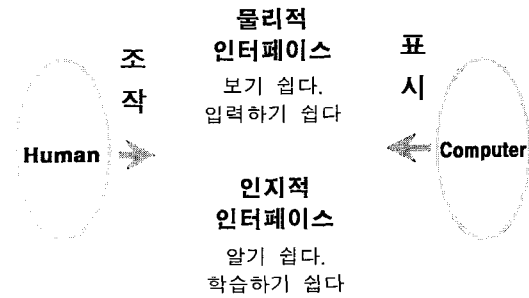 물리적
인터페이스
보기 쉽다.
입력하기 쉽다
조
작
표
시
Human
Computer
인지적
인터페이스
알기 쉽다.
학습하기 쉽다